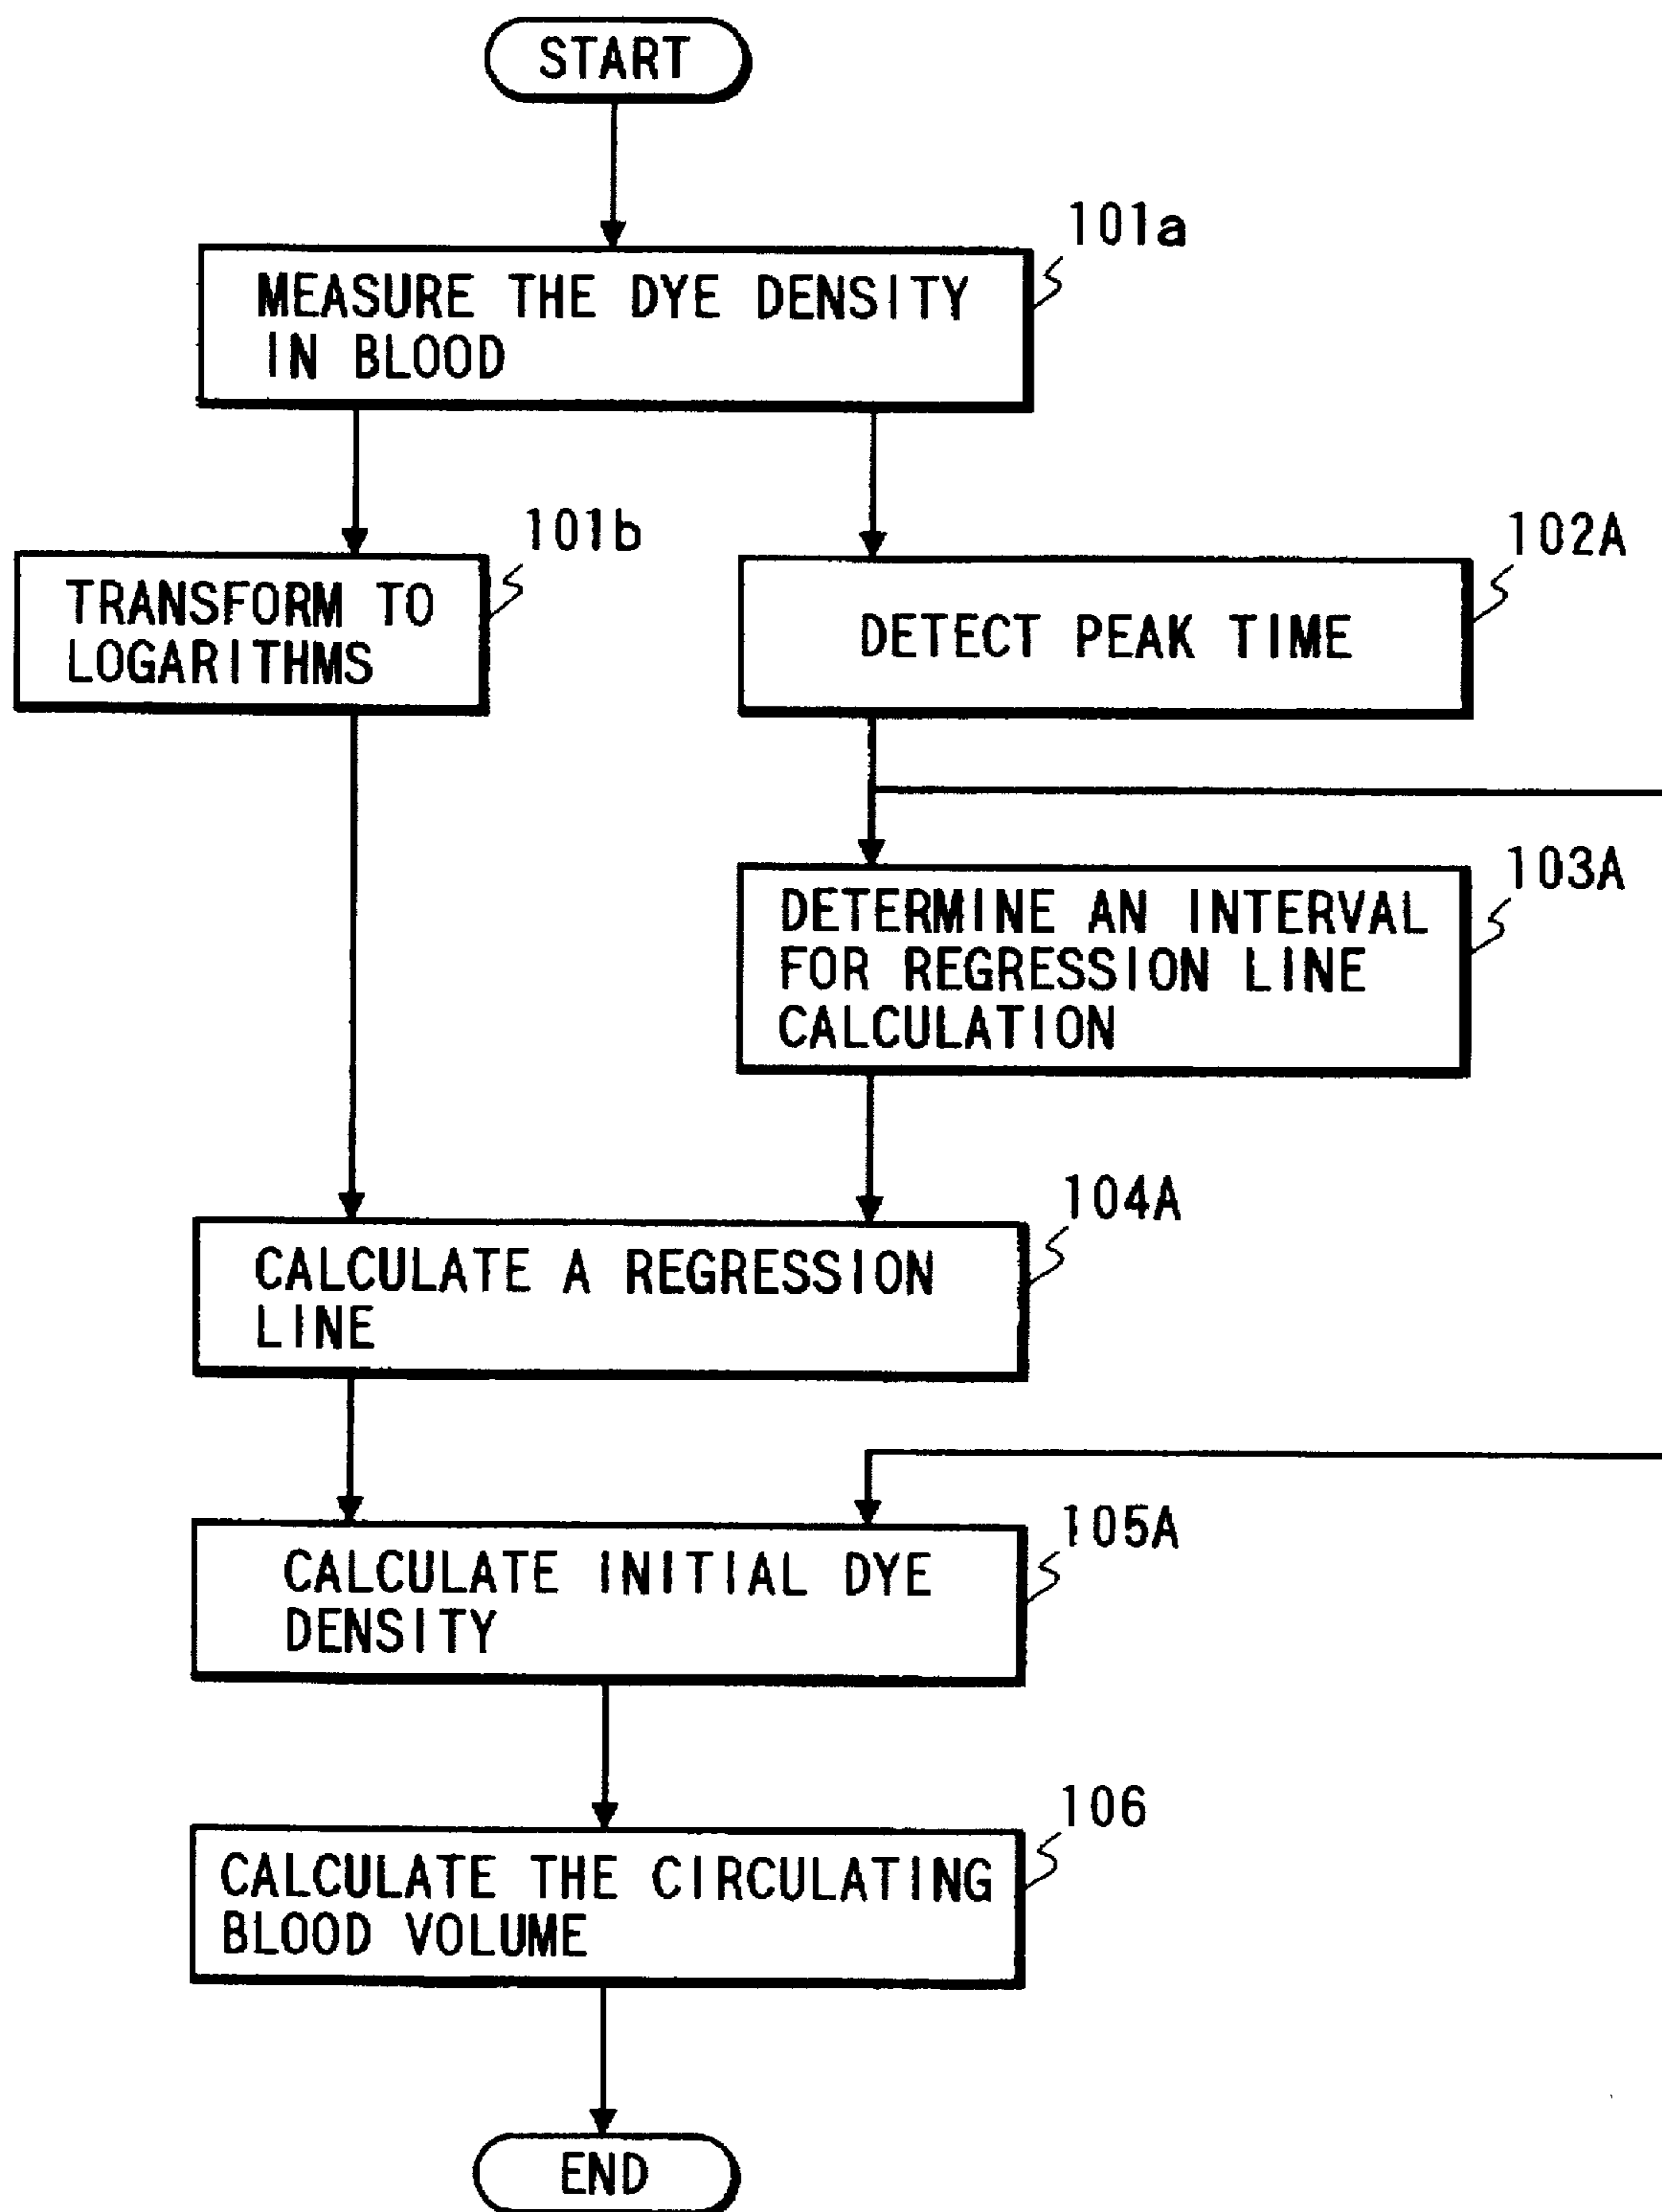 START
101a
MEASURE THE DYE DENSITY
IN BLOOD
101b
TRANSFORM TO
LOGARITHMS
102A
DETECT PEAK TIME
103A
DETERMINE AN INTERVAL
FOR REGRESSION LINE
CALCULATION
104A
CALCULATE A REGRESSION
LINE
105A
CALCULATE INITIAL DYE
DENSITY
106
CALCULATE THE CIRCULATING
BLOOD VOLUME
END